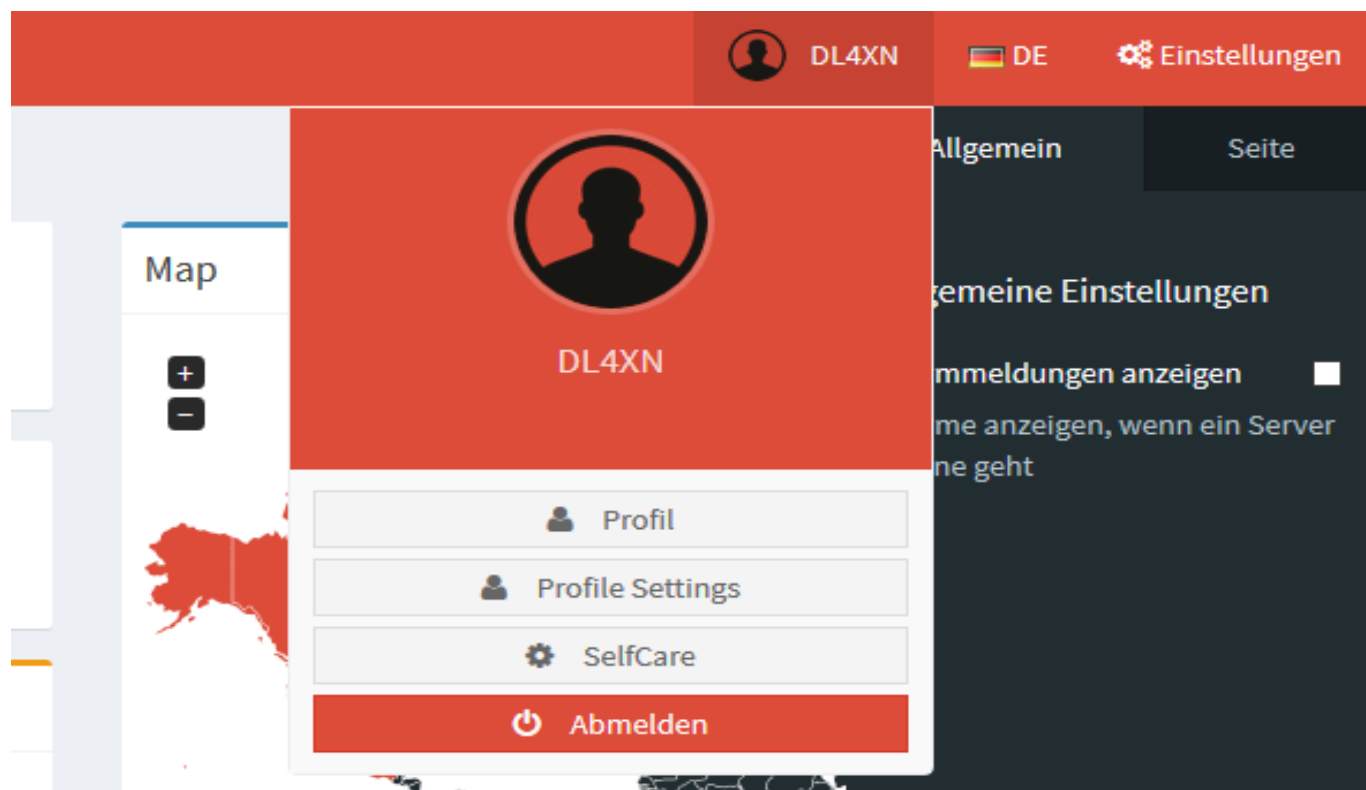 DL4XN DE Einstellungen
Allgemein Seite
Map
DL4XN
gemeine Einstellungen
mmeldungen anzeigen
me anzeigen, wenn ein Server
ne geht
+
−
Profil
Profile Settings
SelfCare
Abmelden